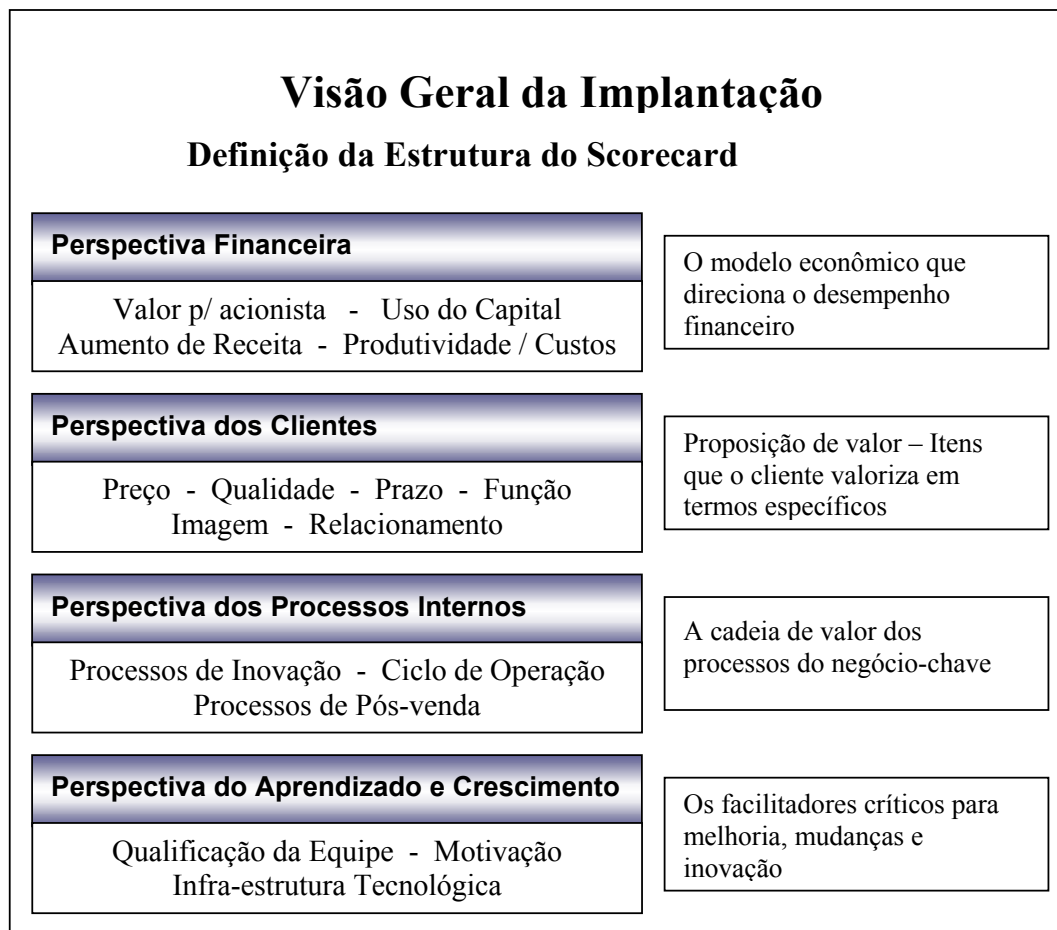 Visão Geral da Implantação
Definição da Estrutura do Scorecard
Perspectiva Financeira
Valor p/ acionista - Uso do Capital
Aumento de Receita - Produtividade / Custos
O modelo econômico que
direciona o desempenho
financeiro
Perspectiva dos Clientes
Preço - Qualidade - Prazo - Função
Imagem - Relacionamento
Proposição de valor – Itens
que o cliente valoriza em
termos específicos
Perspectiva dos Processos Internos
Processos de Inovação - Ciclo de Operação
Processos de Pós-venda
A cadeia de valor dos
processos do negócio-chave
Perspectiva do Aprendizado e Crescimento
Qualificação da Equipe - Motivação
Infra-estrutura Tecnológica
Os facilitadores críticos para
melhoria, mudanças e
inovação